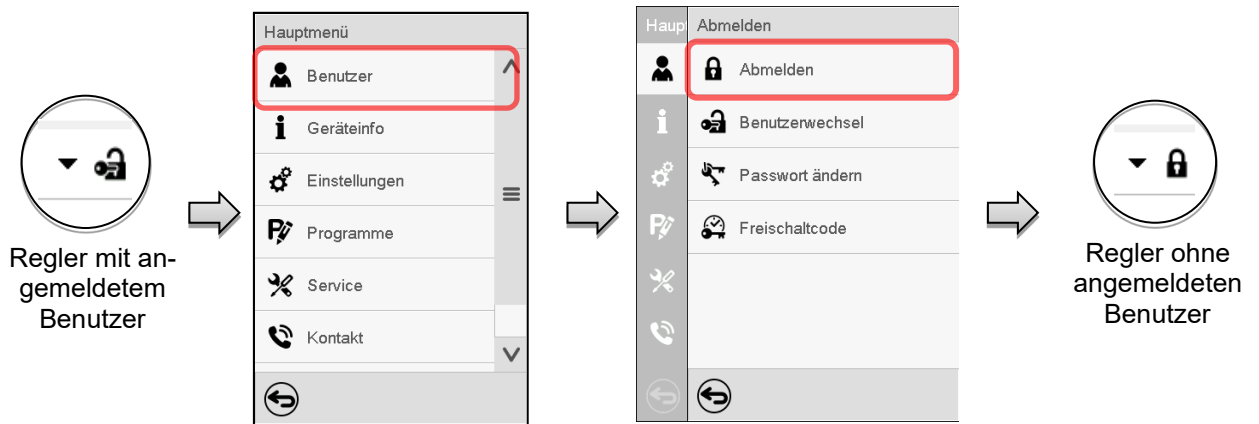 Regler mit an-
gemeldetem
Benutzer
Hauptmenü
Benutzer
Geräteinfo
Einstellungen
Programme
Service
Kontakt
Haup
Abmelden
Abmelden
Benutzerwechsel
Passwort ändern
Freischaltcode
Regler ohne
angemeldeten
Benutzer